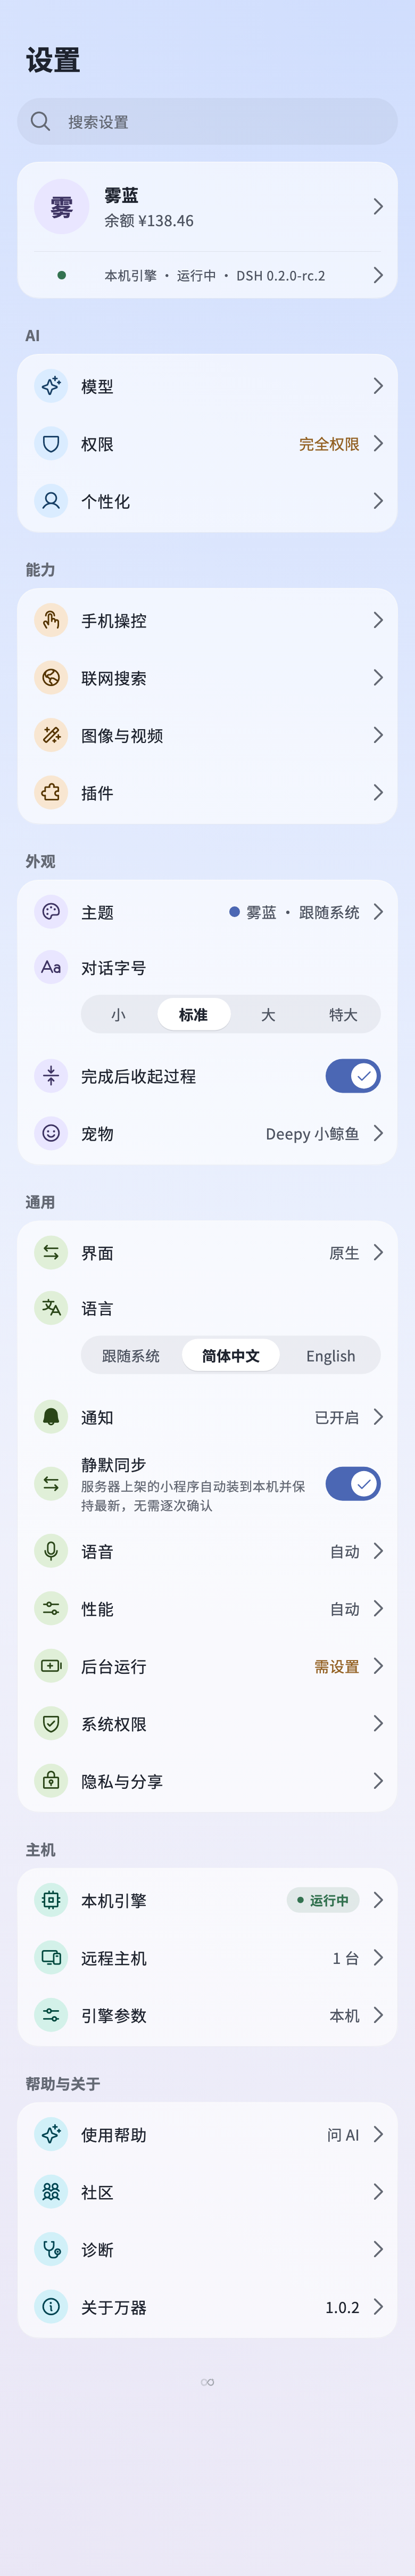 设置
搜索设置
雾
雾蓝
余额 ¥138.46
本机引擎 · 运行中 · DSH 0.2.0-rc.2
AI
模型
权限 完全权限
个性化
能力
手机操控
联网搜索
图像与视频
插件
外观
主题 雾蓝 · 跟随系统
Aa 对话字号
小 标准 大 特大
完成后收起过程
宠物 Deepy 小鲸鱼
通用
界面 原生
文A 语言
跟随系统 简体中文 English
通知 已开启
静默同步
服务器上架的小程序自动装到本机并保
持最新，无需逐次确认
语音 自动
性能 自动
后台运行 需设置
系统权限
隐私与分享
主机
本机引擎 运行中
远程主机 1 台
引擎参数 本机
帮助与关于
使用帮助 问 AI
社区
诊断
关于万器 1.0.2